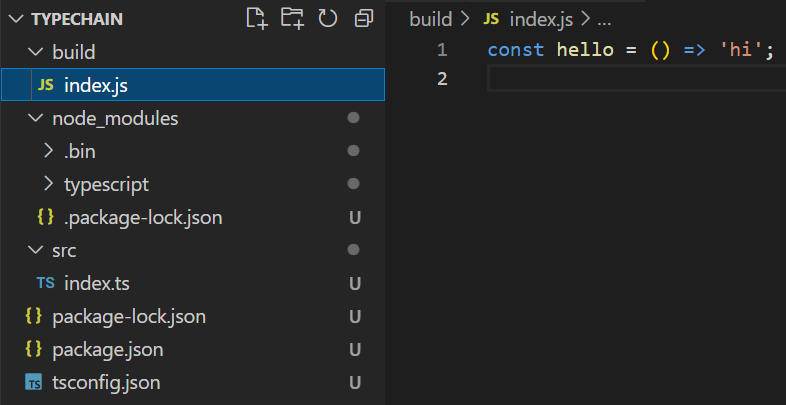 TYPECHAIN
build
JS index.js
node_modules
.bin
typescript
{} .package-lock.json U
src
TS index.ts U
{} package-lock.json U
{} package.json U
TS tsconfig.json U
build > JS index.js > ...
1 const hello = () => 'hi';
2